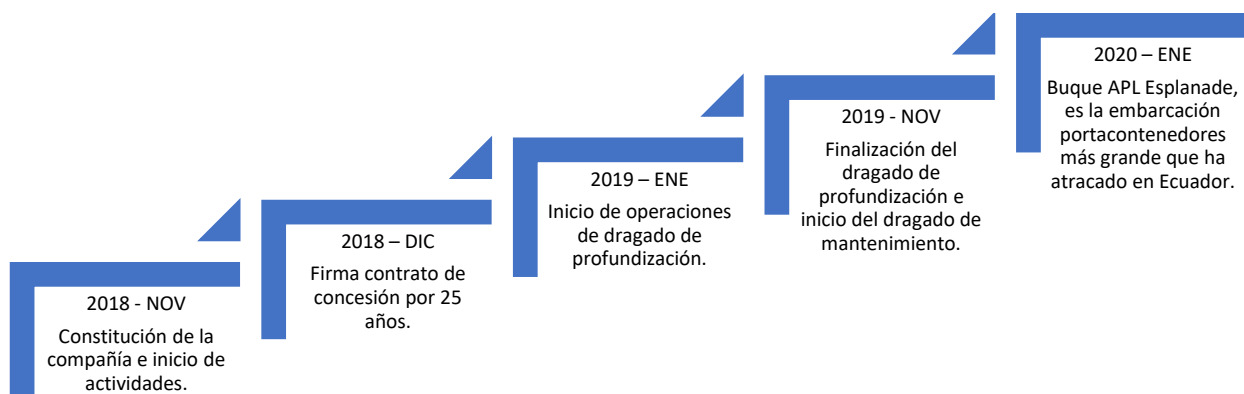 2018 - NOV
Constitución de la
compañía e inicio de
actividades.
2018 – DIC
Firma contrato de
concesión por 25
años.
2019 – ENE
Inicio de operaciones
de dragado de
profundización.
2019 - NOV
Finalización del
dragado de
profundización e
inicio del dragado de
mantenimiento.
2020 – ENE
Buque APL Esplanade,
es la embarcación
portacontenedores
más grande que ha
atracado en Ecuador.